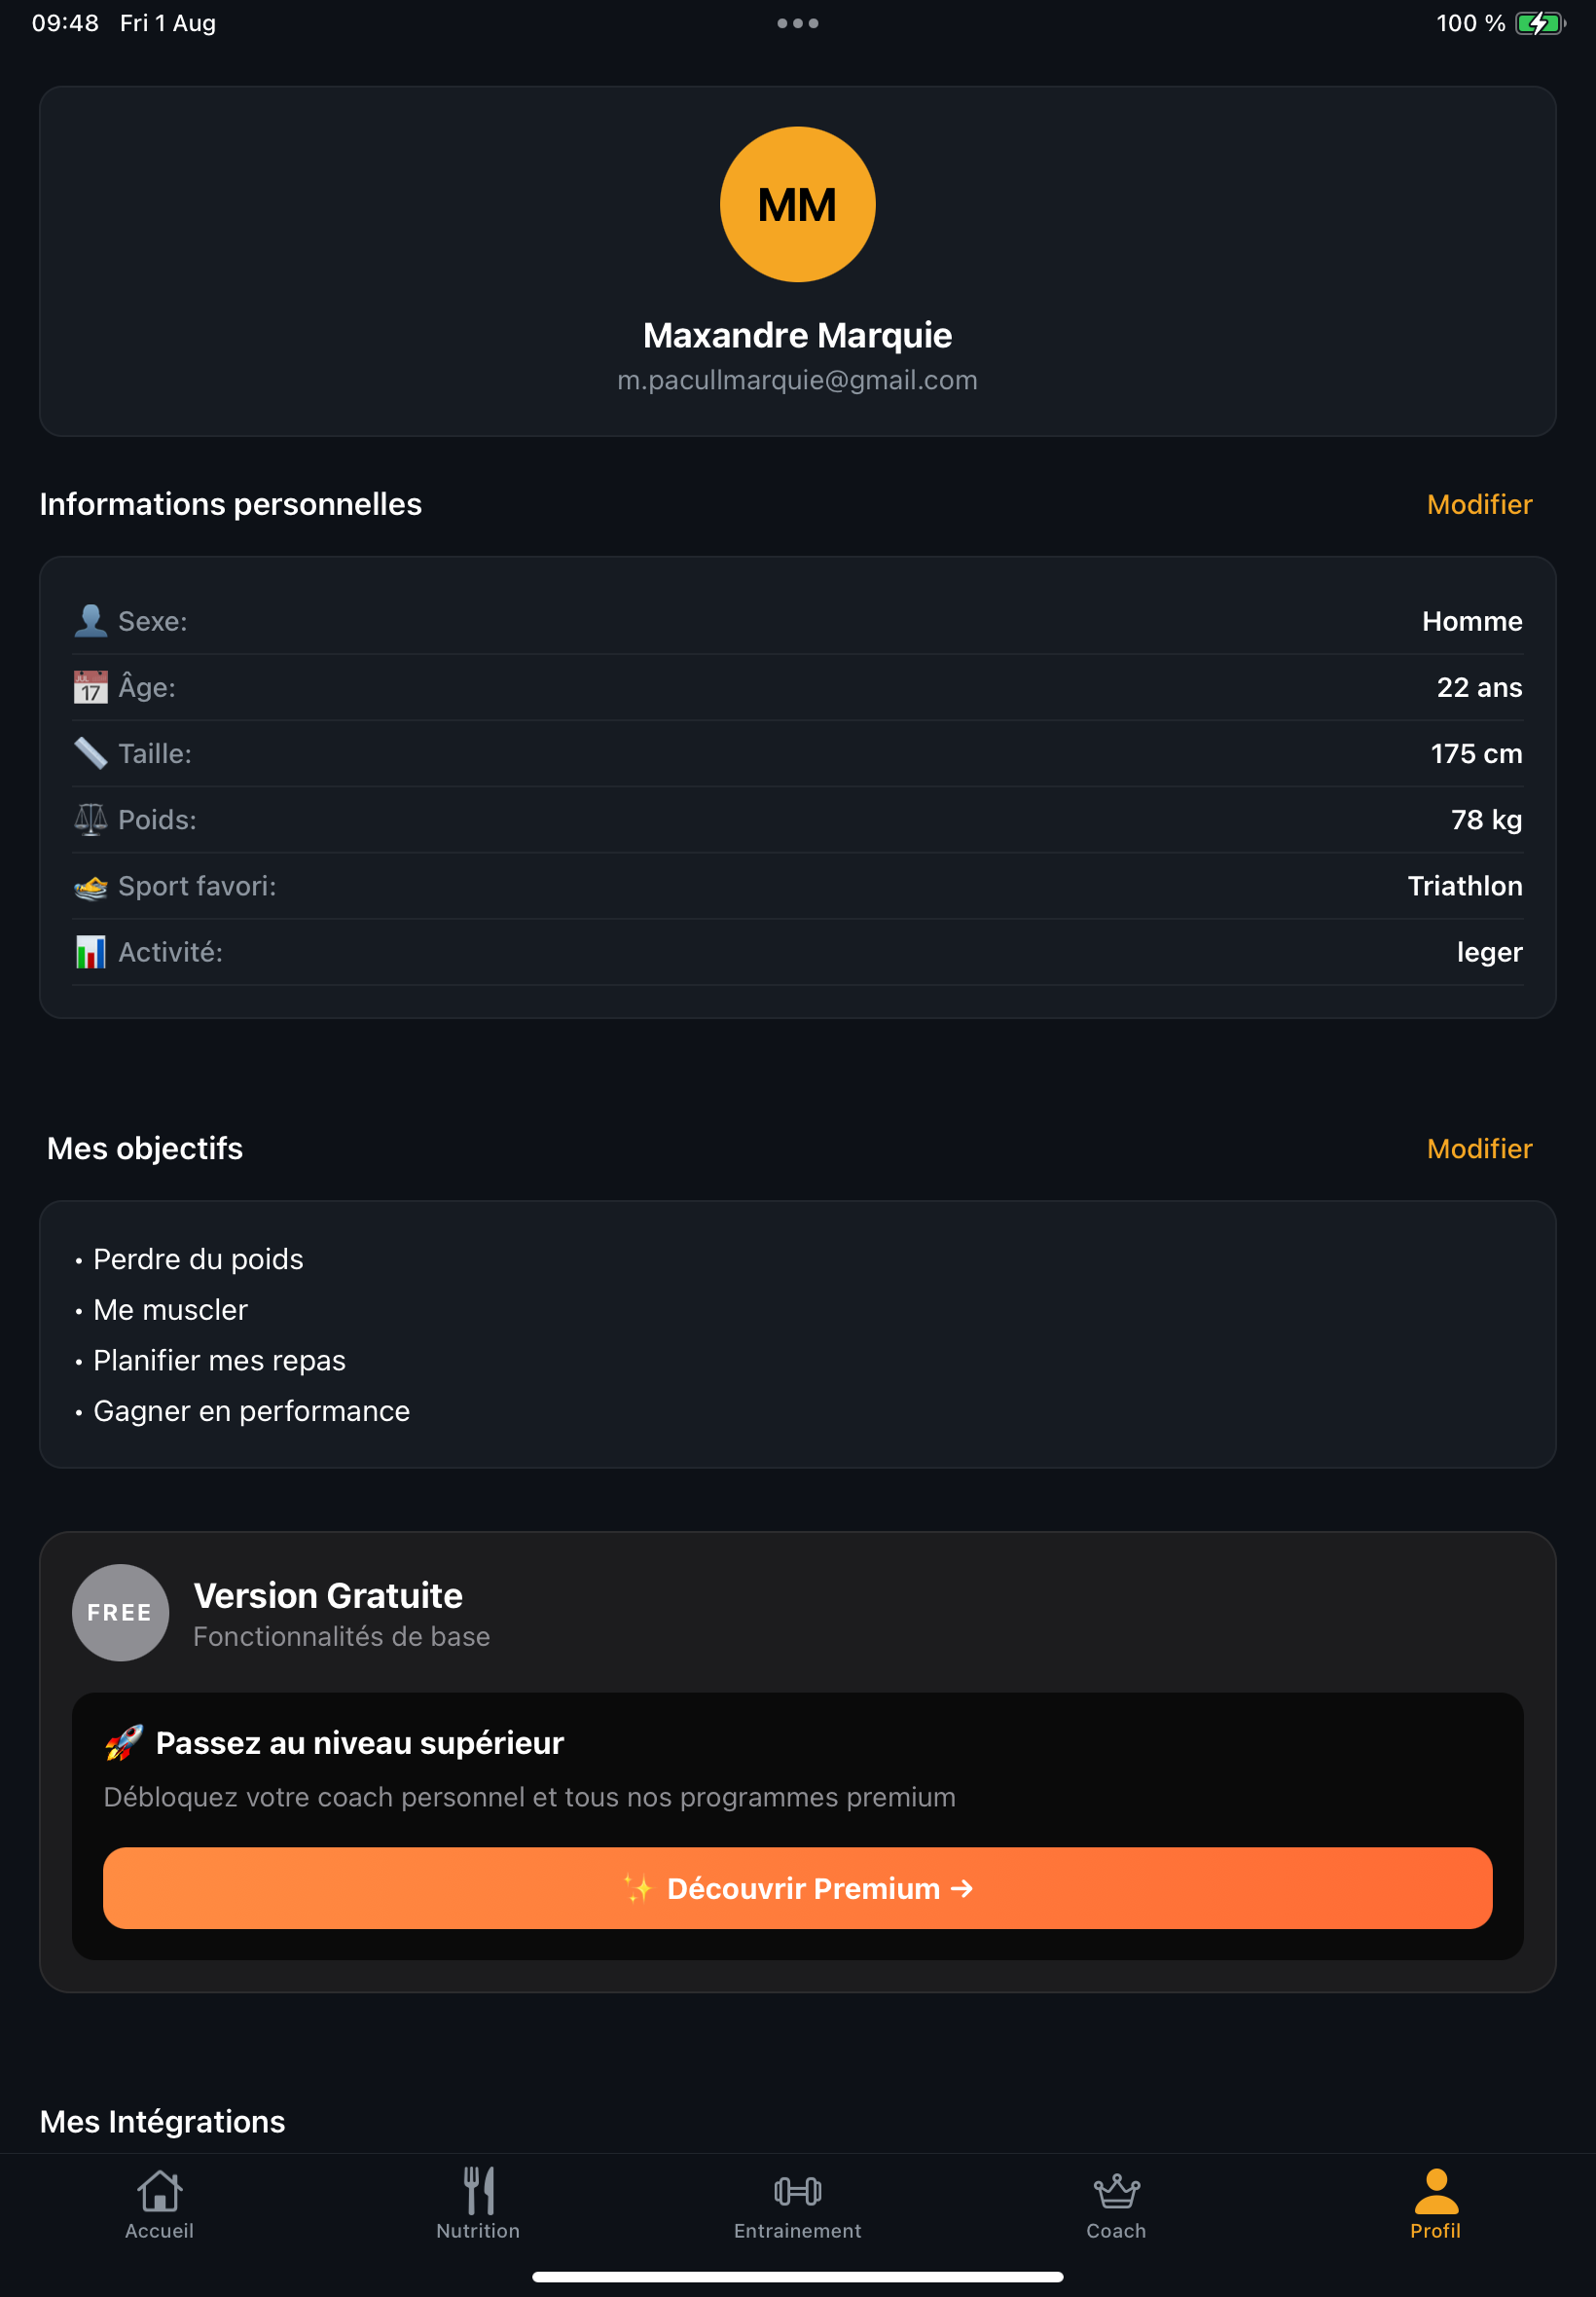 09:48 Fri 1 Aug
100 %
MM
Maxandre Marquie
m.pacullmarquie@gmail.com
Informations personnelles
Modifier
Sexe: Homme
JUL 17 Âge: 22 ans
Taille: 175 cm
Poids: 78 kg
Sport favori: Triathlon
Activité: leger
Mes objectifs
Modifier
• Perdre du poids
• Me muscler
• Planifier mes repas
• Gagner en performance
FREE
Version Gratuite
Fonctionnalités de base
🚀 Passez au niveau supérieur
Débloquez votre coach personnel et tous nos programmes premium
✨ Découvrir Premium →
Mes Intégrations
Accueil
Nutrition
Entrainement
Coach
Profil